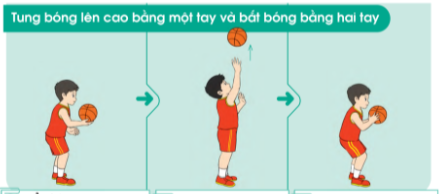 Tung bóng lên cao bằng một tay và bắt bóng bằng hai tay